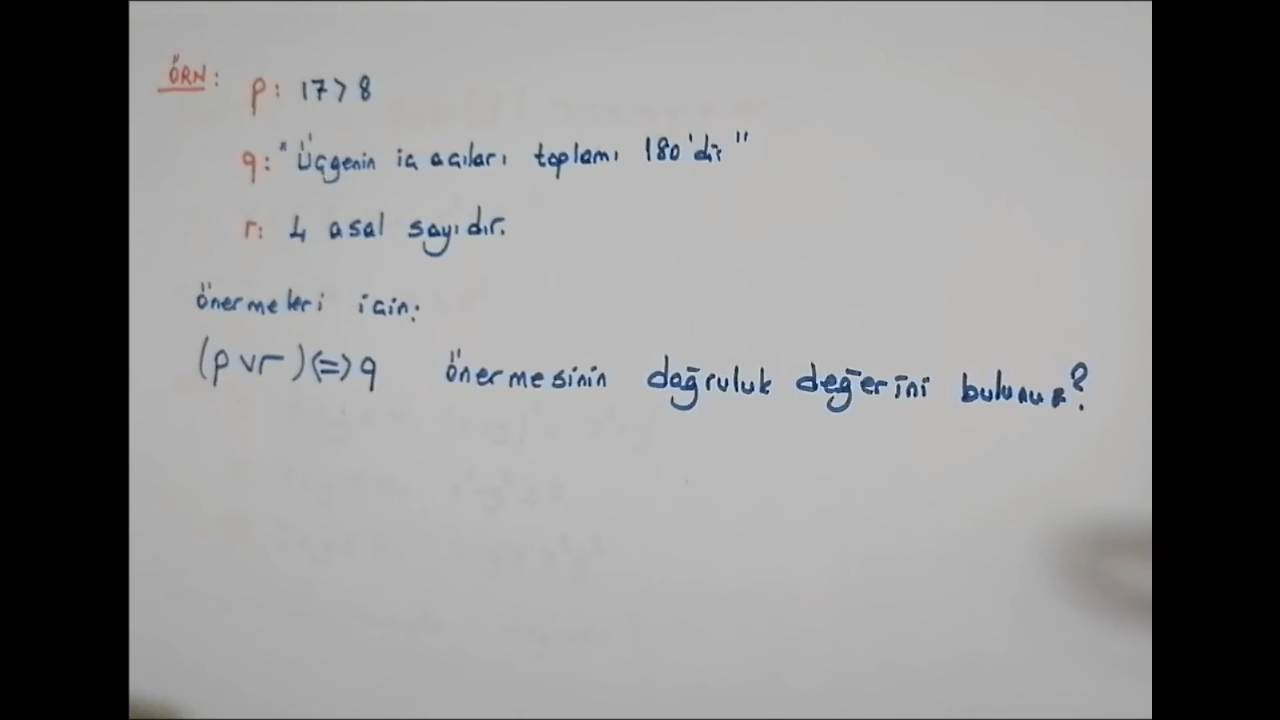 ÖRN: p: 17>8
q: "Üçgenin iç açıları toplamı 180'dir"
r: 4 asal sayıdır.
önermeleri için:
(p v r) <=> q önermesinin doğruluk değerini bulunuz?